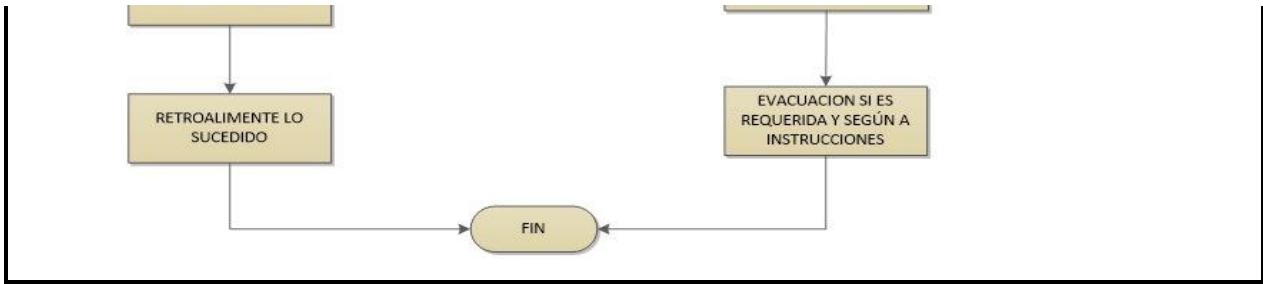 RETROALIMENTE LO
SUCEDIDO
EVACUACION SI ES
REQUERIDA Y SEGÚN A
INSTRUCCIONES
FIN